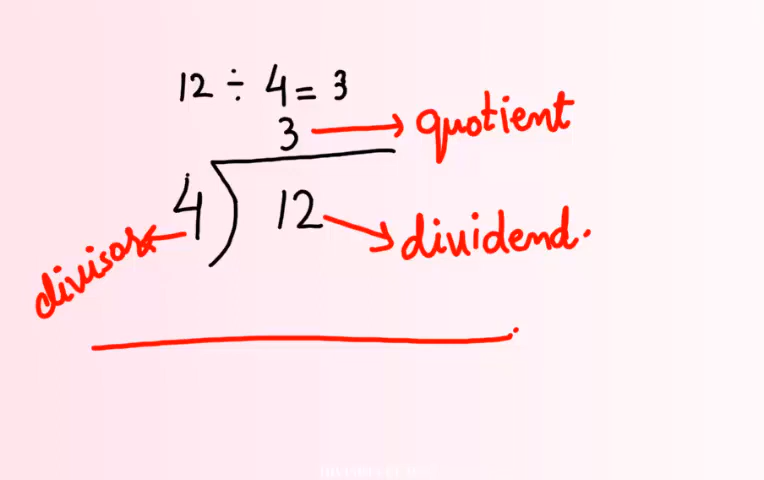 12 ÷ 4 = 3
3 → quotient
4) 12 → dividend.
divisor ←